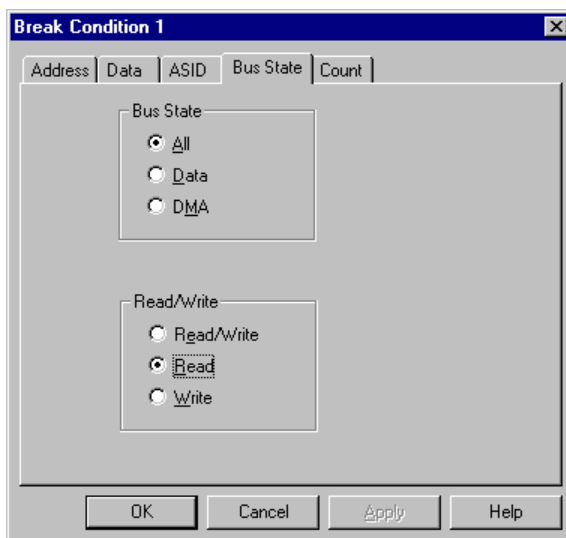 Break Condition 1
Address Data ASID Bus State Count
Bus State
All
Data
DMA
Read/Write
Read/Write
Read
Write
OK Cancel Apply Help